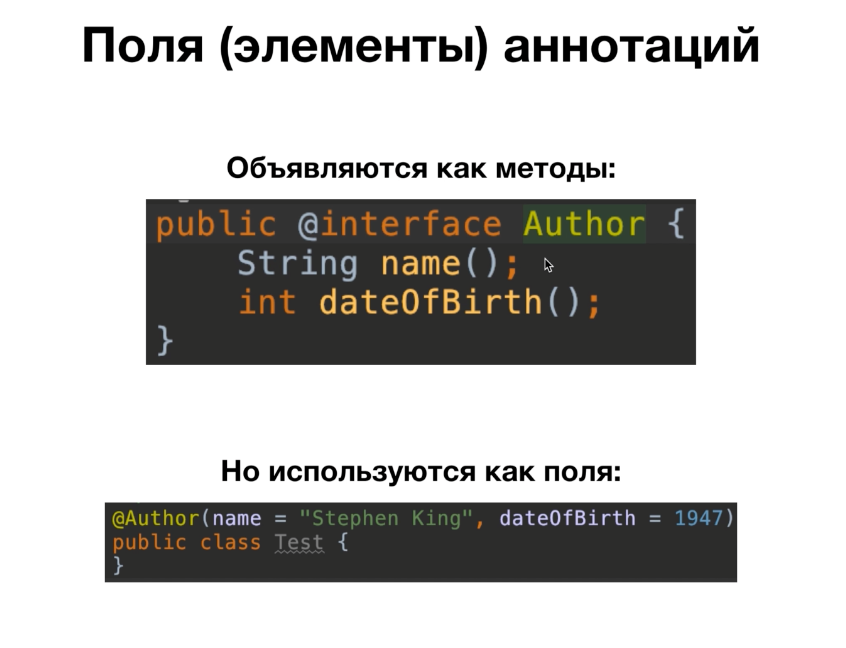 Поля (элементы) аннотаций
Объявляются как методы:
public @interface Author {
String name();
int dateOfBirth();
}
Но используются как поля:
@Author(name = "Stephen King", dateOfBirth = 1947)
public class Test {
}